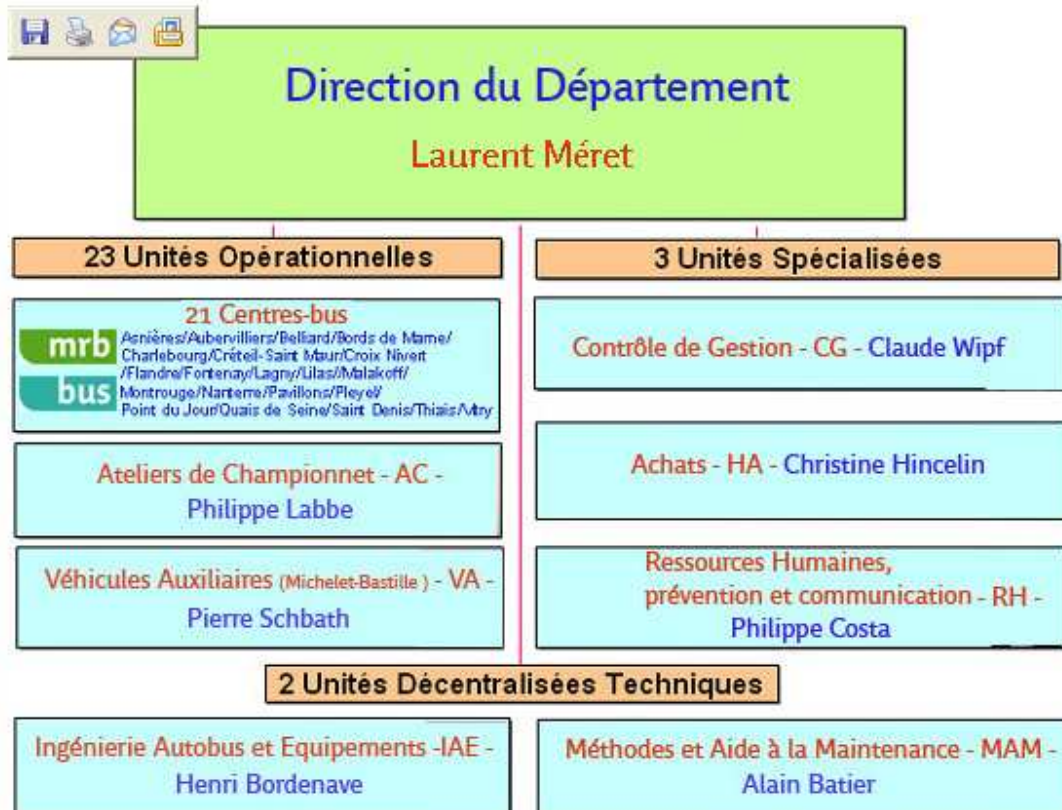 Direction du Département
Laurent Méret
23 Unités Opérationnelles
21 Centres-bus
mrb
bus
Asnières/Aubervilliers/Belliard/Bords de Marne/
Charlebourg/Créteil-Saint Maur/Croix Nivert
/Flandre/Fontenay/Lagny/Lilas/Malakoff/
Montrouge/Nanterre/Pavillons/Pleyel/
Point du Jour/Quais de Seine/Saint Denis/Thiais/Vitry
Ateliers de Championnet - AC -
Philippe Labbe
Véhicules Auxiliaires (Michelet-Bastille ) - VA -
Pierre Schbath
3 Unités Spécialisées
Contrôle de Gestion - CG - Claude Wipf
Achats - HA - Christine Hincelin
Ressources Humaines,
prévention et communication - RH -
Philippe Costa
2 Unités Décentralisées Techniques
Ingénierie Autobus et Equipements -IAE -
Henri Bordenave
Méthodes et Aide à la Maintenance - MAM -
Alain Batier